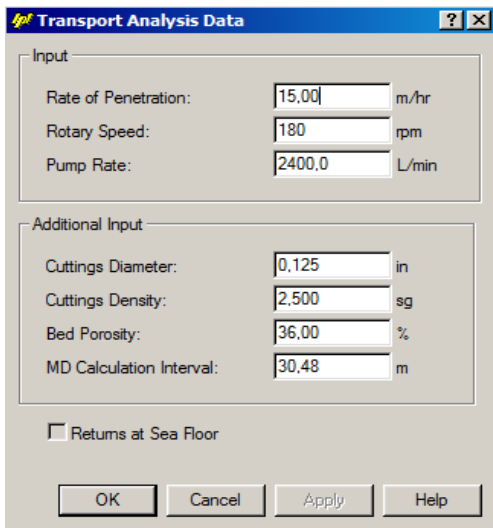 Transport Analysis Data ? X
Input
Rate of Penetration: 15,00 m/hr
Rotary Speed: 180 rpm
Pump Rate: 2400,0 L/min
Additional Input
Cuttings Diameter: 0,125 in
Cuttings Density: 2,500 sg
Bed Porosity: 36,00 %
MD Calculation Interval: 30,48 m
Returns at Sea Floor
OK Cancel Apply Help